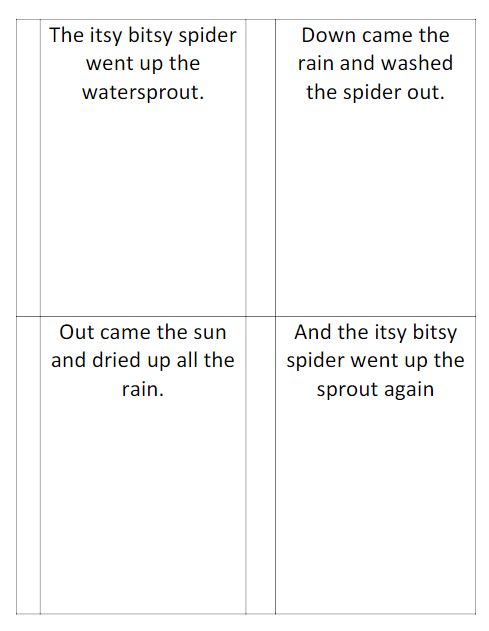 The itsy bitsy spider
went up the
watersprout.
Down came the
rain and washed
the spider out.
Out came the sun
and dried up all the
rain.
And the itsy bitsy
spider went up the
sprout again